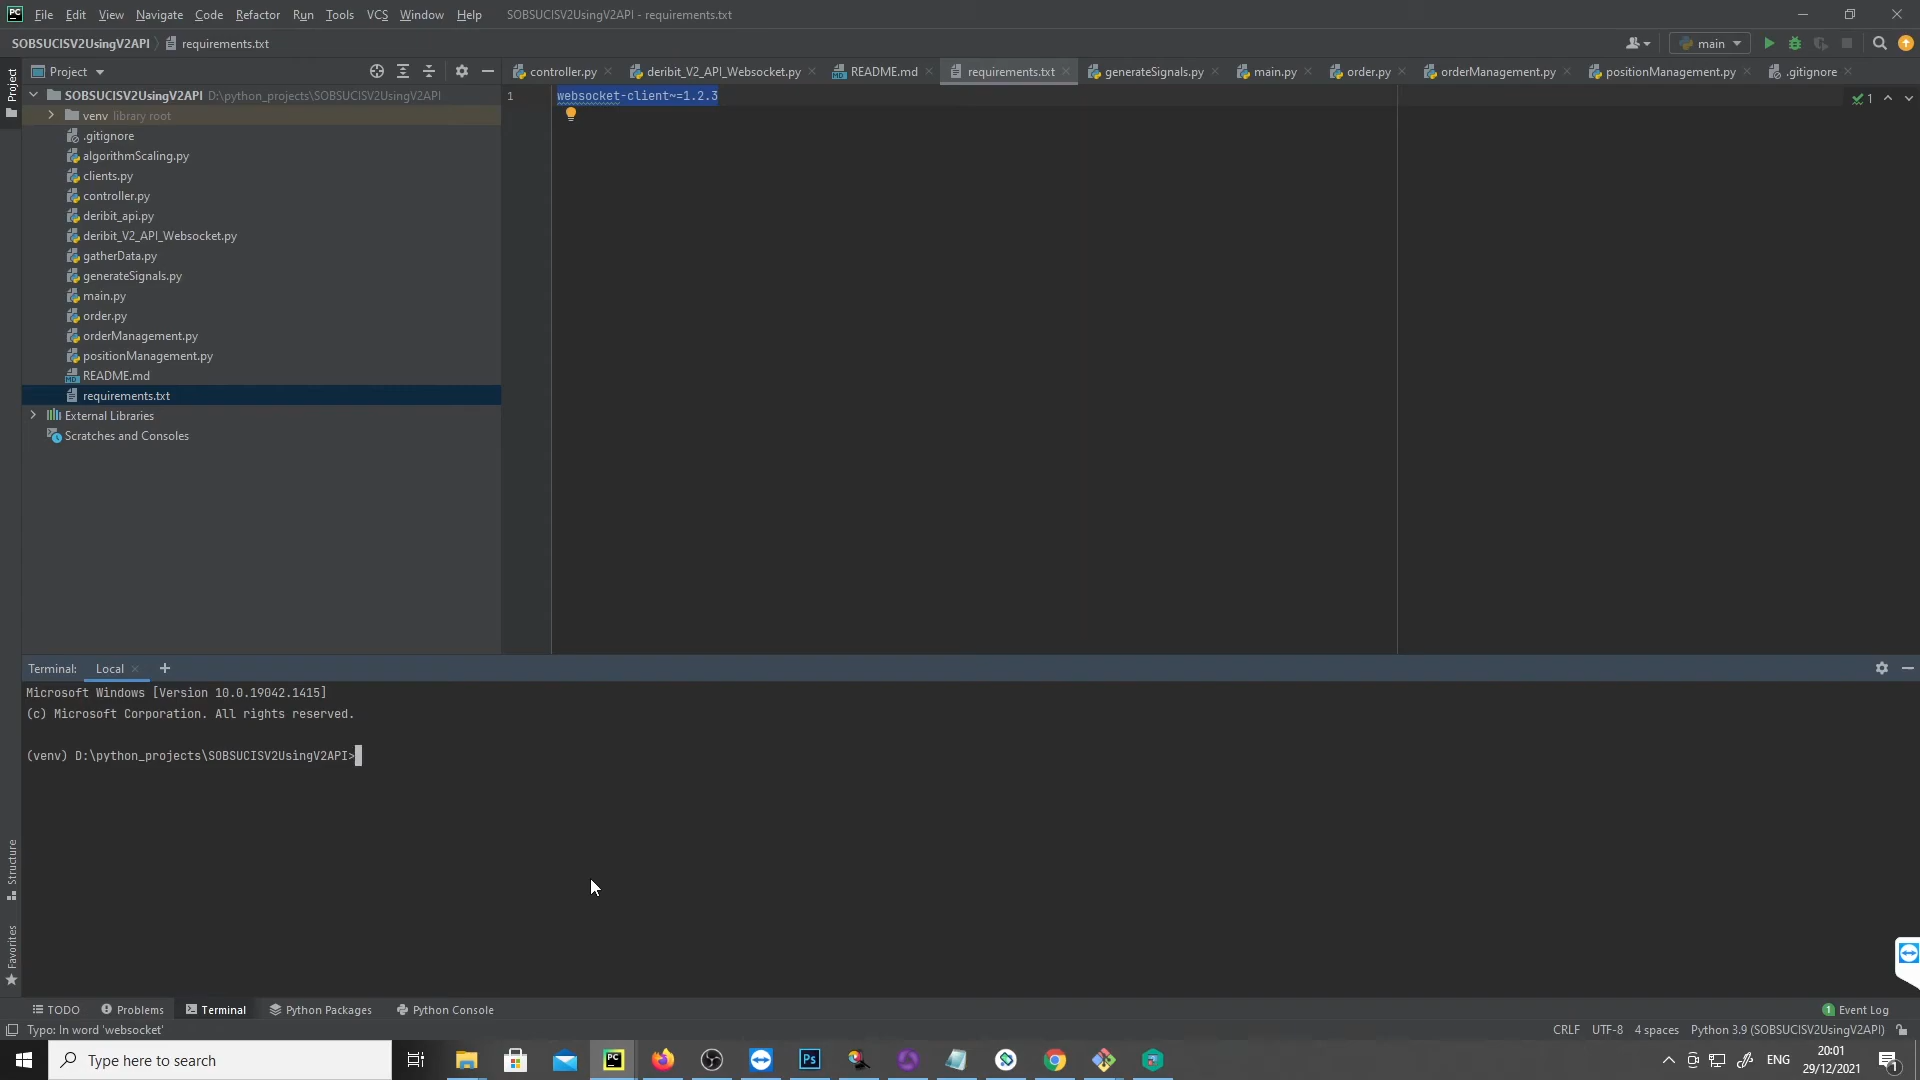 PC File Edit View Navigate Code Refactor Run Tools VCS Window Help SOBSUCISV2UsingV2API - requirements.txt
SOBSUCISV2UsingV2API requirements.txt main
Project
Project
controller.py deribit_V2_API_Websocket.py README.md requirements.txt generateSignals.py main.py order.py orderManagement.py positionManagement.py .gitignore
SOBSUCISV2UsingV2API D:\python_projects\SOBSUCISV2UsingV2API
venv library root
.gitignore
algorithmScaling.py
clients.py
controller.py
deribit_api.py
deribit_V2_API_Websocket.py
gatherData.py
generateSignals.py
main.py
order.py
orderManagement.py
positionManagement.py
README.md
requirements.txt
External Libraries
Scratches and Consoles
1 websocket-client~=1.2.3
1
Terminal: Local
Microsoft Windows [Version 10.0.19042.1415]
(c) Microsoft Corporation. All rights reserved.
(venv) D:\python_projects\SOBSUCISV2UsingV2API>
Structure
Favorites
TODO Problems Terminal Python Packages Python Console 1 Event Log
Typo: In word 'websocket' CRLF UTF-8 4 spaces Python 3.9 (SOBSUCISV2UsingV2API)
Type here to search PC Ps ENG 20:01
29/12/2021
1